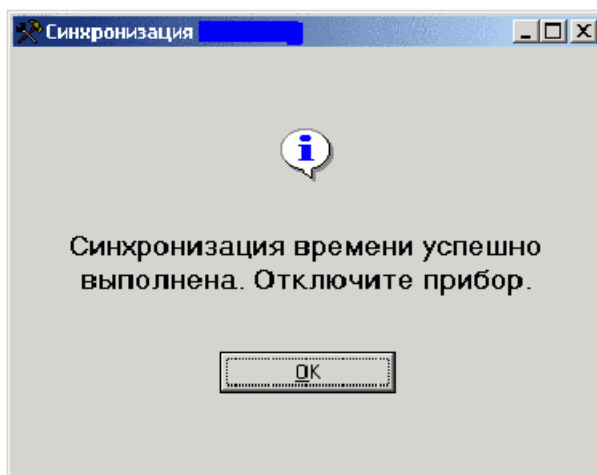 Синхронизация
Синхронизация времени успешно
выполнена. Отключите прибор.
OK